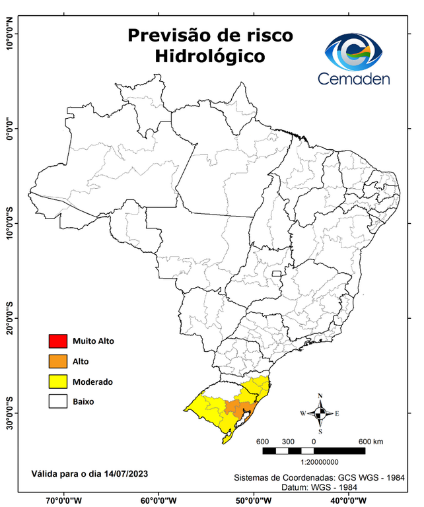 Previsão de risco
Hidrológico
Cemaden
10°0'0"N
0°0'0"
10°0'0"S
20°0'0"S
30°0'0"S
Muito Alto
Alto
Moderado
Baixo
N
W
E
S
600 300 0 600 km
1:20000000
Válida para o dia 14/07/2023
Sistemas de Coordenadas: GCS WGS - 1984
Datum: WGS - 1984
70°0'0"W 60°0'0"W 50°0'0"W 40°0'0"W